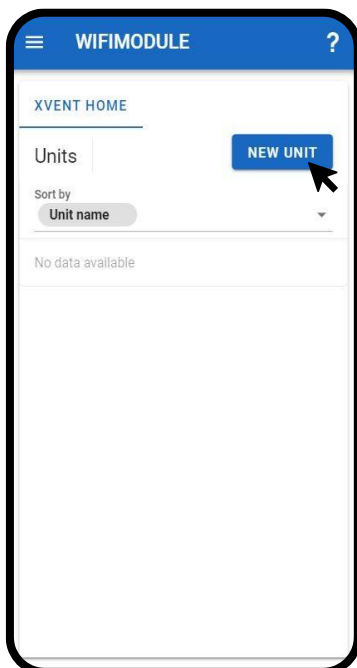 WIFIMODULE ?
XVENT HOME
Units NEW UNIT
Sort by
Unit name
No data available